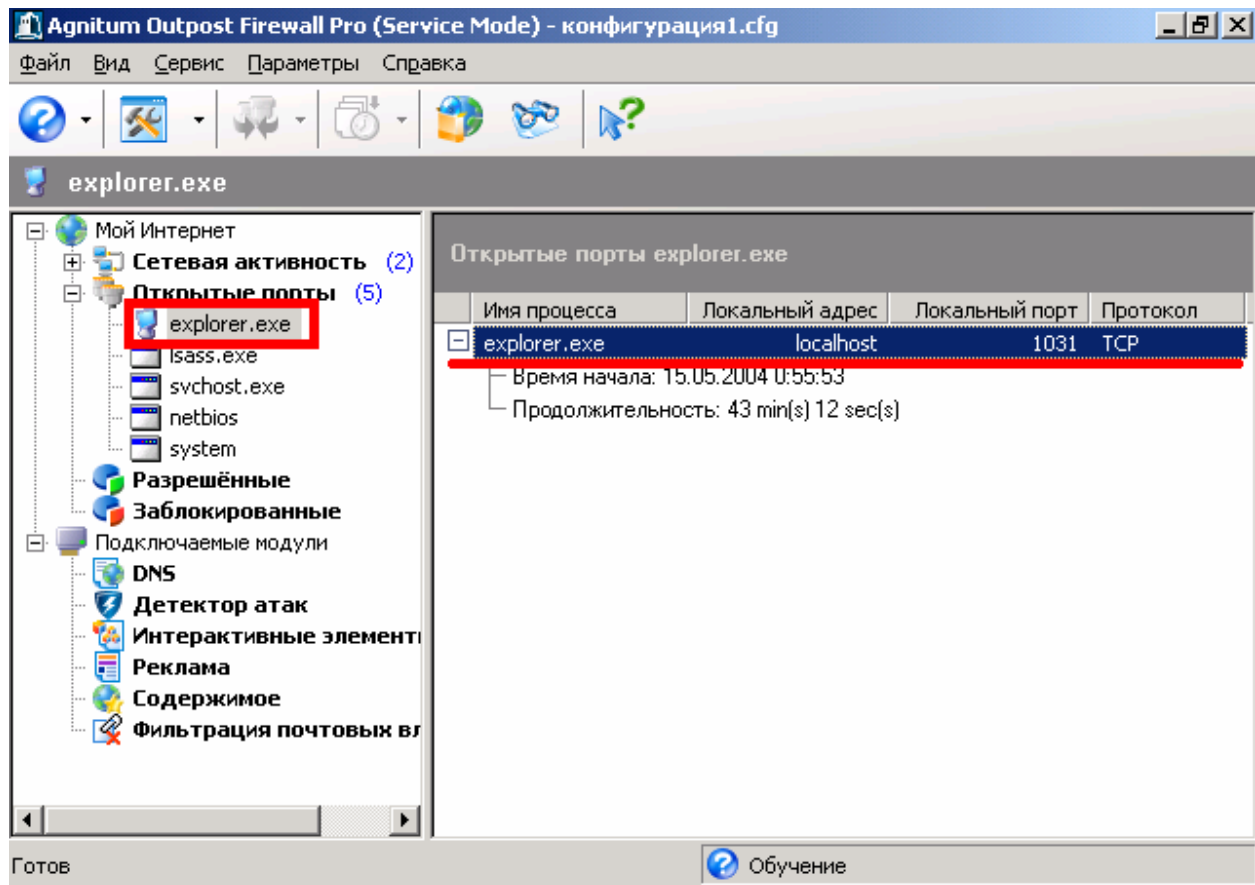 Agnitum Outpost Firewall Pro (Service Mode) - конфигурация1.cfg
Файл Вид Сервис Параметры Справка
explorer.exe
Мой Интернет
Сетевая активность (2)
Открытые порты (5)
explorer.exe
lsass.exe
svchost.exe
netbios
system
Разрешённые
Заблокированные
Подключаемые модули
DNS
Детектор атак
Интерактивные элементы
Реклама
Содержимое
Фильтрация почтовых вл
Открытые порты explorer.exe
Имя процесса Локальный адрес Локальный порт Протокол
explorer.exe localhost 1031 TCP
Время начала: 15.05.2004 0:55:53
Продолжительность: 43 min(s) 12 sec(s)
Готов
Обучение